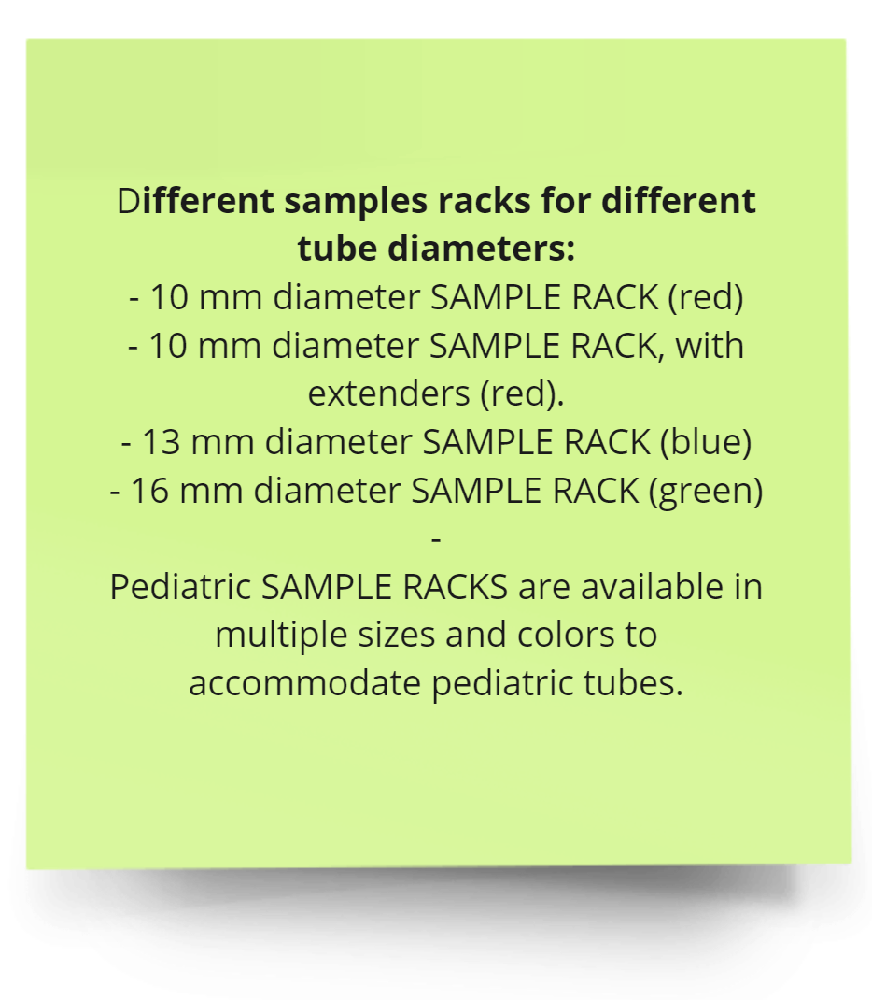 Different samples racks for different
tube diameters:
- 10 mm diameter SAMPLE RACK (red)
- 10 mm diameter SAMPLE RACK, with
extenders (red).
- 13 mm diameter SAMPLE RACK (blue)
- 16 mm diameter SAMPLE RACK (green)
-
Pediatric SAMPLE RACKS are available in
multiple sizes and colors to
accommodate pediatric tubes.